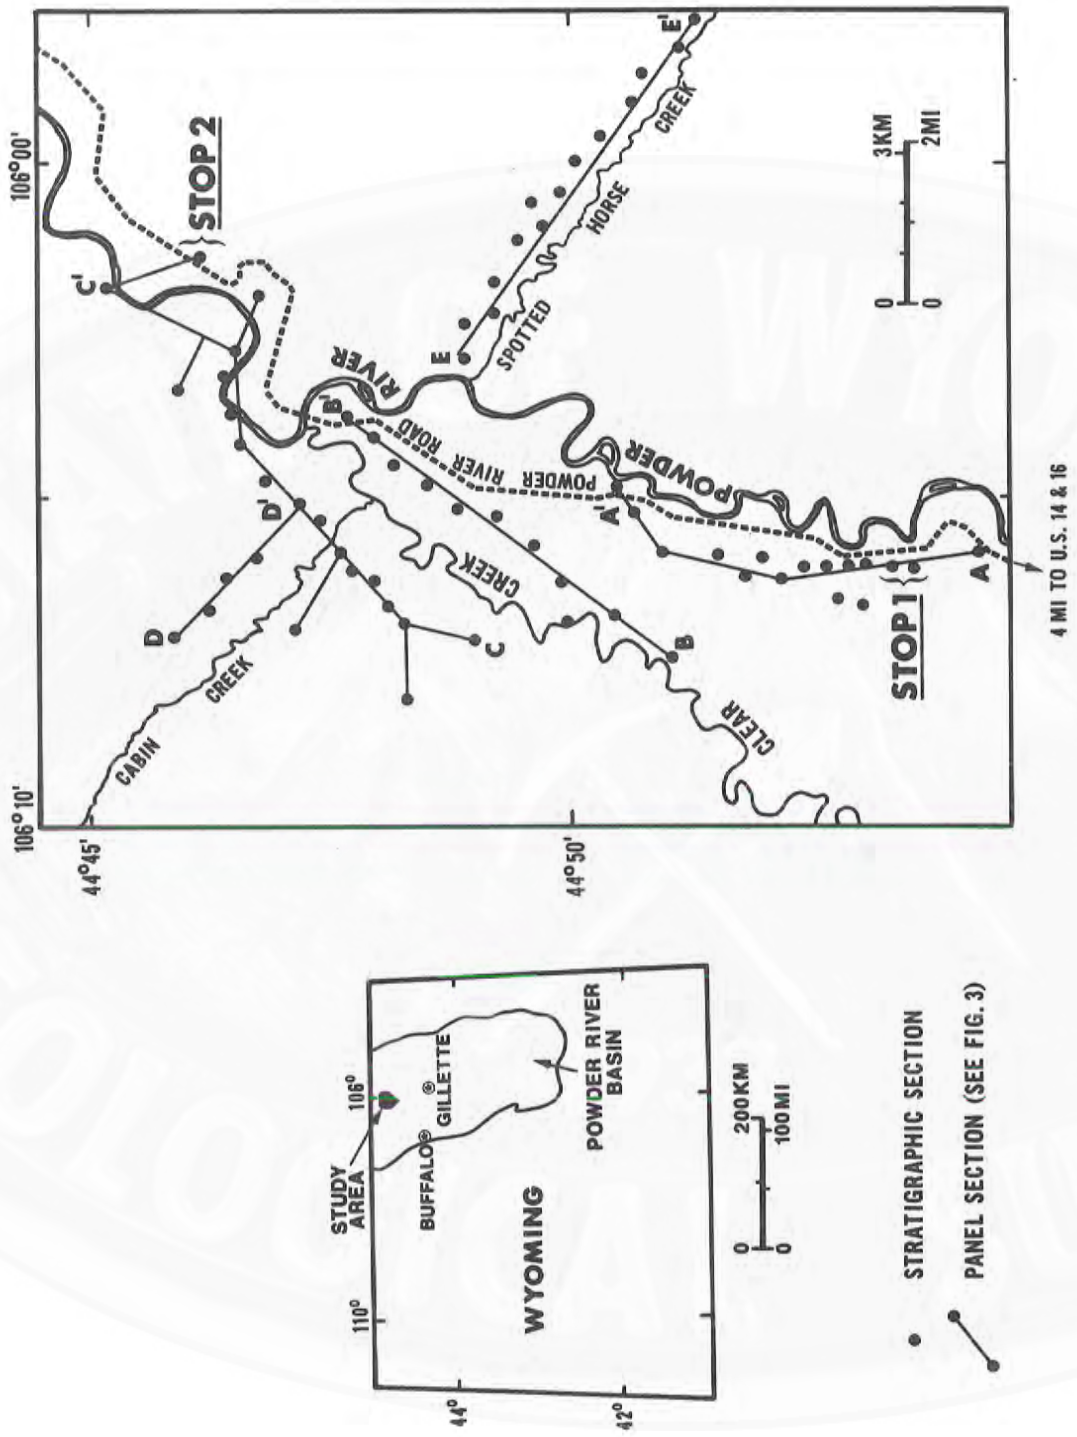 106°10'
106°00'
44°45'
44°50'
C'
STOP 2
D
D'
C
CABIN
CREEK
B'
B
CLEAR
CREEK
RIVER
POWDER
POWDER
RIVER
ROAD
A'
A
STOP 1
E
E'
SPOTTED
HORSE
CREEK
3KM
2MI
0
0
4 MI TO U.S. 14 & 16
STUDY
AREA
110°
106°
44°
42°
BUFFALO
GILLETTE
WYOMING
POWDER RIVER
BASIN
0
200KM
0
100MI
STRATIGRAPHIC SECTION
PANEL SECTION (SEE FIG. 3)